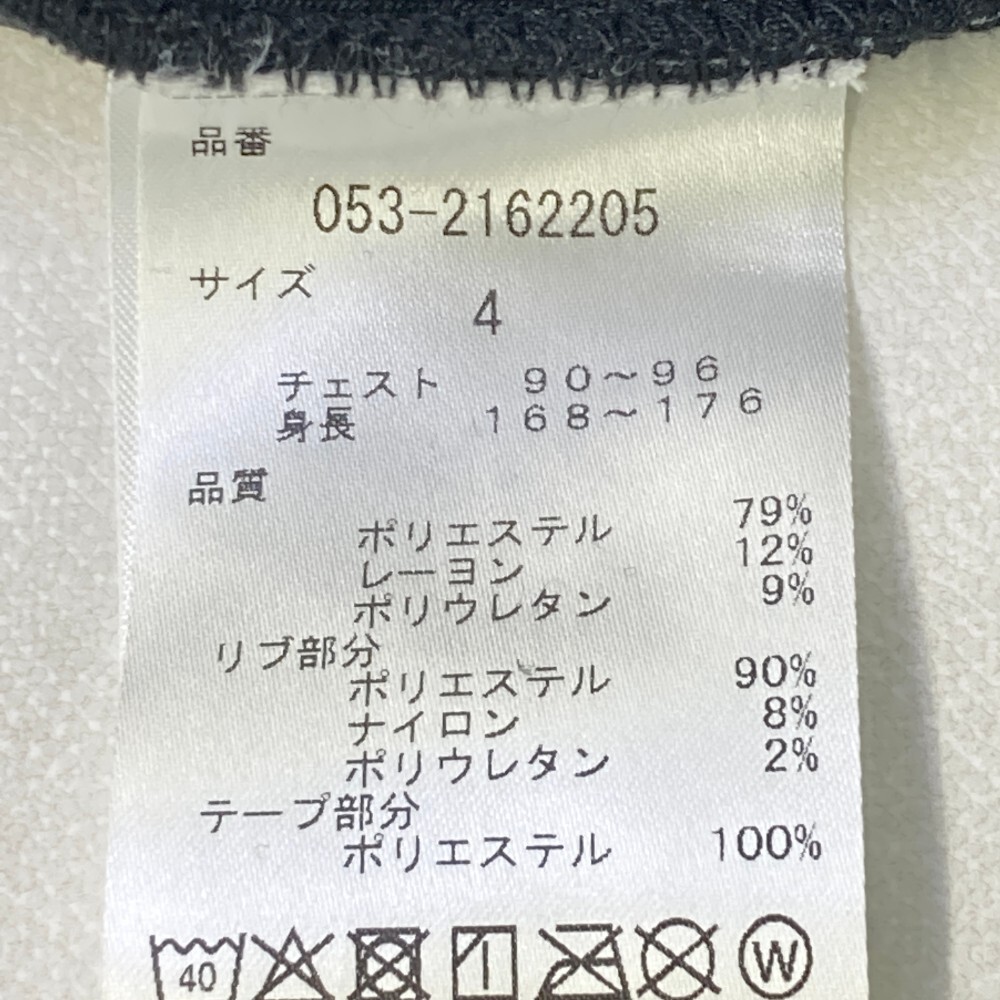 品番
053-2162205
サイズ
4
チェスト 90～96
身長 168～176
品質
ポリエステル 79%
レーヨン 12%
ポリウレタン 9%
リブ部分
ポリエステル 90%
ナイロン 8%
ポリウレタン 2%
テープ部分
ポリエステル 100%
40 W